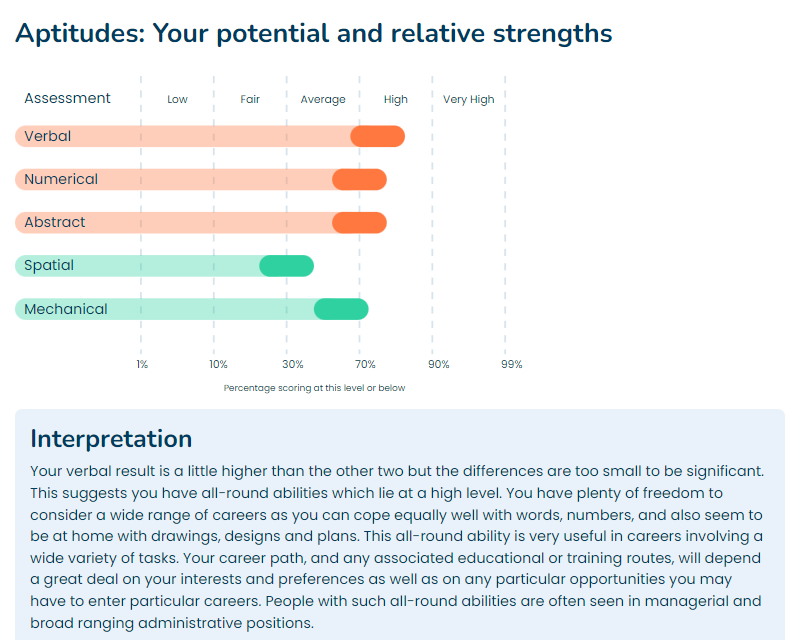 Aptitudes: Your potential and relative strengths
Assessment Low Fair Average High Very High
Verbal
Numerical
Abstract
Spatial
Mechanical
1% 10% 30% 70% 90% 99%
Percentage scoring at this level or below
Interpretation
Your verbal result is a little higher than the other two but the differences are too small to be significant.
This suggests you have all-round abilities which lie at a high level. You have plenty of freedom to
consider a wide range of careers as you can cope equally well with words, numbers, and also seem to
be at home with drawings, designs and plans. This all-round ability is very useful in careers involving a
wide variety of tasks. Your career path, and any associated educational or training routes, will depend
a great deal on your interests and preferences as well as on any particular opportunities you may
have to enter particular careers. People with such all-round abilities are often seen in managerial and
broad ranging administrative positions.